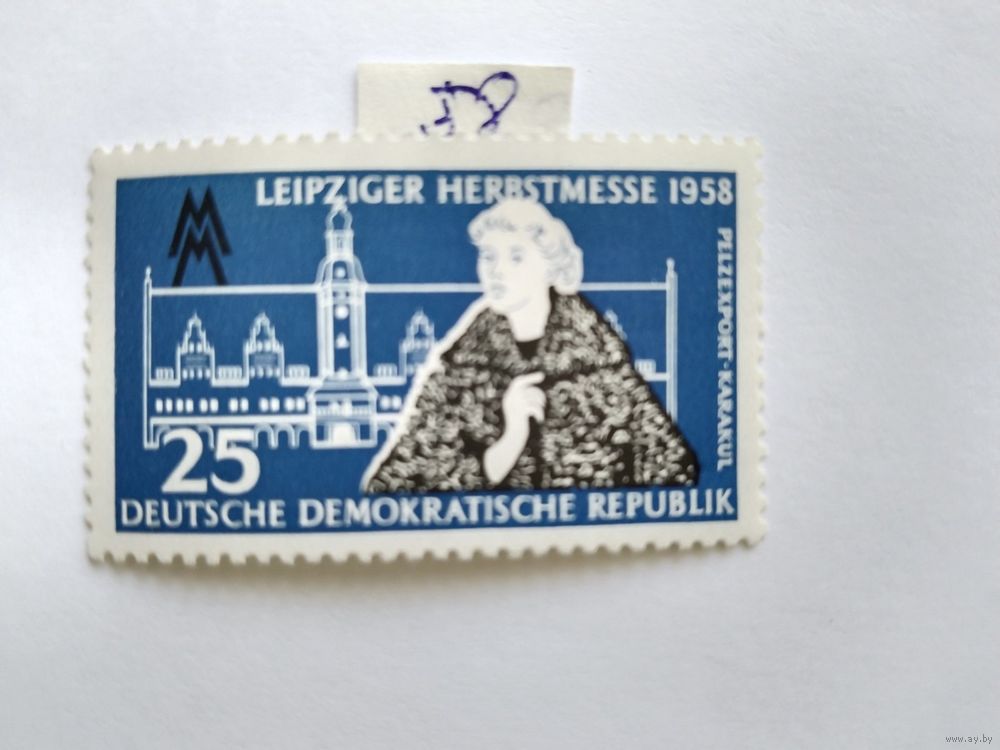 LEIPZIGER HERBSTMESSE 1958
MM
PELZEXPORT·KARAKUL
25
DEUTSCHE DEMOKRATISCHE REPUBLIK
www.ay.by